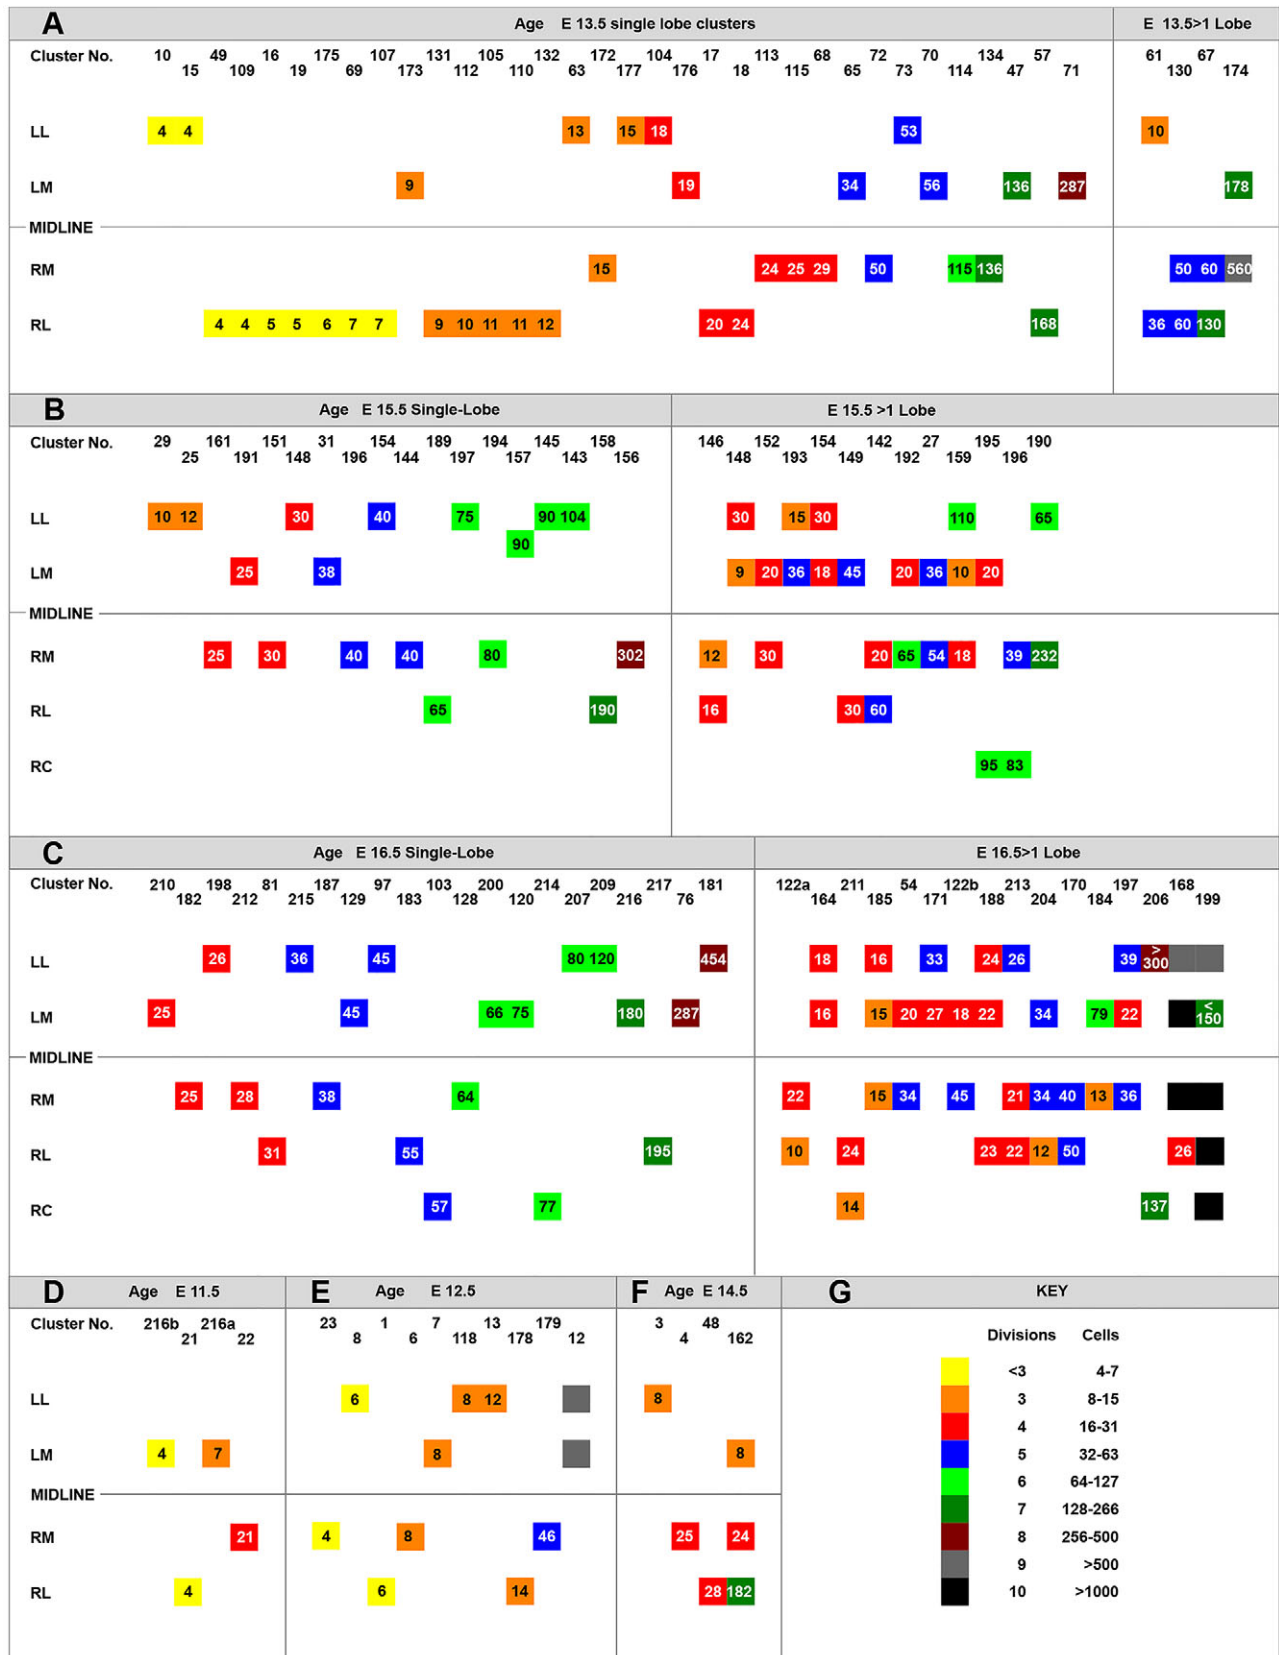 A Age E 13.5 single lobe clusters E 13.5>1 Lobe
Cluster No. 10 49 16 175 107 131 105 132 172 104 17 113 68 72 70 134 57 61 67
15 109 19 69 173 112 110 63 177 176 18 115 65 73 114 47 71 130 174
LL 4 4 13 15 18 53 10
LM 9 19 34 56 136 287 178
MIDLINE
RM 15 24 25 29 50 115 136 50 60 560
RL 4 4 5 5 6 7 7 9 10 11 11 12 20 24 168 36 60 130
B Age E 15.5 Single-Lobe E 15.5 >1 Lobe
Cluster No. 29 161 151 31 154 189 194 145 158 146 152 154 142 27 195 190
25 191 148 196 144 197 157 143 156 148 193 149 192 159 196
LL 10 12 30 40 75 90 104 30 15 30 110 65
90
LM 25 38 9 20 36 18 45 20 36 10 20
MIDLINE
RM 25 30 40 40 80 302 12 30 20 65 54 18 39 232
RL 65 190 16 30 60
RC 95 83
C Age E 16.5 Single-Lobe E 16.5>1 Lobe
Cluster No. 210 198 81 187 97 103 200 214 209 217 181 122a 211 54 122b 213 170 197 168
182 212 215 129 183 128 120 207 216 76 164 185 171 188 204 184 206 199
LL 26 36 45 80 120 454 18 16 33 24 26 39 > 300
LM 25 45 66 75 180 287 16 15 20 27 18 22 34 79 22 < 150
MIDLINE
RM 25 28 38 64 22 15 34 45 21 34 40 13 36
RL 31 55 195 10 24 23 22 12 50 26
RC 57 77 14 137
D Age E 11.5 E Age E 12.5 F Age E 14.5 G KEY
Cluster No. 216b 216a 23 1 7 13 179 3 48
21 22 8 6 118 178 12 4 162
Divisions Cells
LL 6 8 12 8
LM 4 7 8 8
MIDLINE
RM 21 4 8 46 25 24
RL 4 6 14 28 182
<3 4-7
3 8-15
4 16-31
5 32-63
6 64-127
7 128-266
8 256-500
9 >500
10 >1000